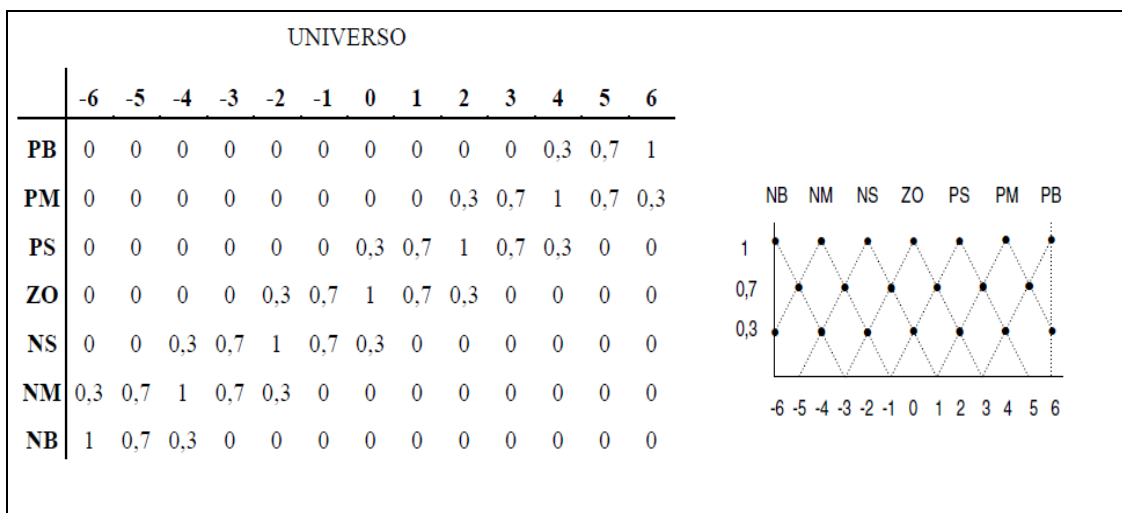 UNIVERSO
-6 -5 -4 -3 -2 -1 0 1 2 3 4 5 6
PB 0 0 0 0 0 0 0 0 0 0 0,3 0,7 1
PM 0 0 0 0 0 0 0 0 0,3 0,7 1 0,7 0,3
PS 0 0 0 0 0 0 0,3 0,7 1 0,7 0,3 0 0
ZO 0 0 0 0 0,3 0,7 1 0,7 0,3 0 0 0 0
NS 0 0 0,3 0,7 1 0,7 0,3 0 0 0 0 0 0
NM 0,3 0,7 1 0,7 0,3 0 0 0 0 0 0 0 0
NB 1 0,7 0,3 0 0 0 0 0 0 0 0 0 0
NB NM NS ZO PS PM PB
1
0,7
0,3
-6 -5 -4 -3 -2 -1 0 1 2 3 4 5 6